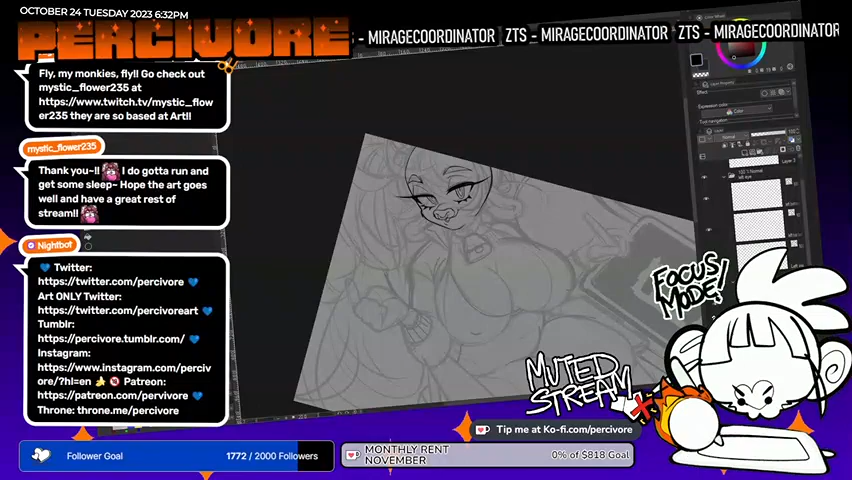 OCTOBER 24 TUESDAY 2023 6:32PM
PERCIVORE
- MIRAGECOORDINATOR ZTS - MIRAGECOORDINATOR ZTS - MIRAGECOORDINATOR
Fly, my monkies, fly!! Go check out
mystic_flower235 at
https://www.twitch.tv/mystic_flow
er235 they are so based at Art!!
mystic_flower235
Thank you~!! I do gotta run and
get some sleep~ Hope the art goes
well and have a great rest of
stream!!
Nightbot
Twitter:
https://twitter.com/percivore
Art ONLY Twitter:
https://twitter.com/percivoreart
Tumblr:
https://percivore.tumblr.com/
Instagram:
https://www.instagram.com/perciv
ore/?hl=en Patreon:
https://patreon.com/pervivore
Throne: throne.me/percivore
FOCUS
MODE!
MUTED
STREAM
Tip me at Ko-fi.com/percivore
Follower Goal 1772 / 2000 Followers
MONTHLY RENT
NOVEMBER
0% of $818 Goal